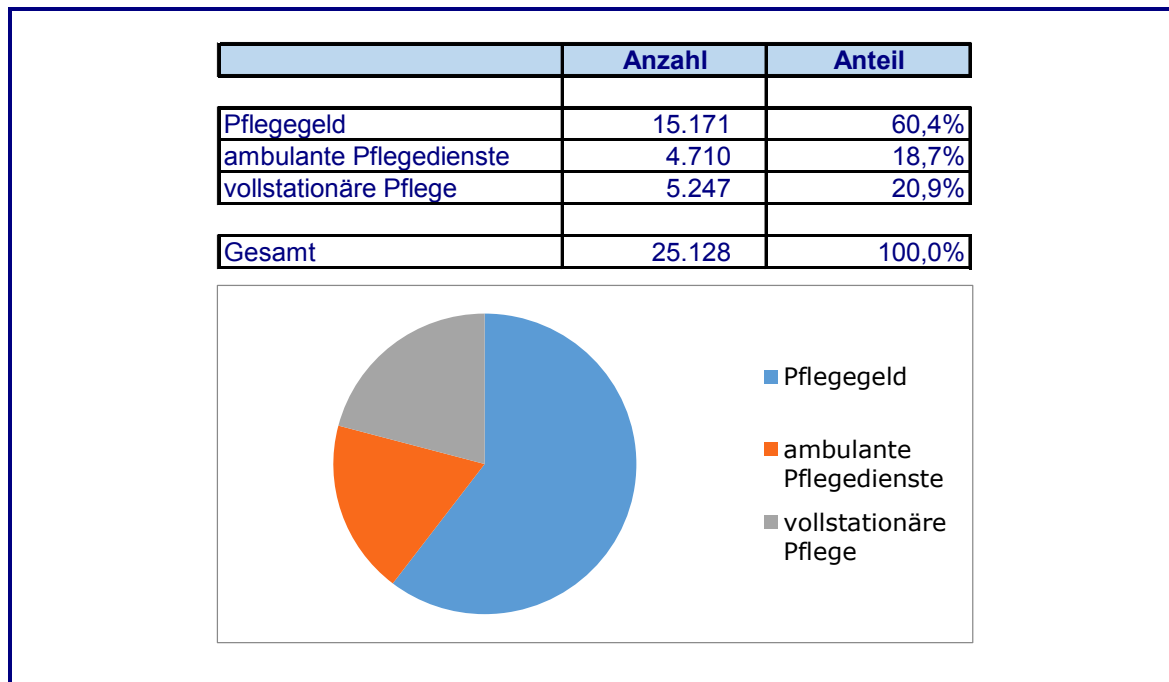 Anzahl Anteil
Pflegegeld 15.171 60,4%
ambulante Pflegedienste 4.710 18,7%
vollstationäre Pflege 5.247 20,9%
Gesamt 25.128 100,0%
Pflegegeld
ambulante
Pflegedienste
vollstationäre
Pflege